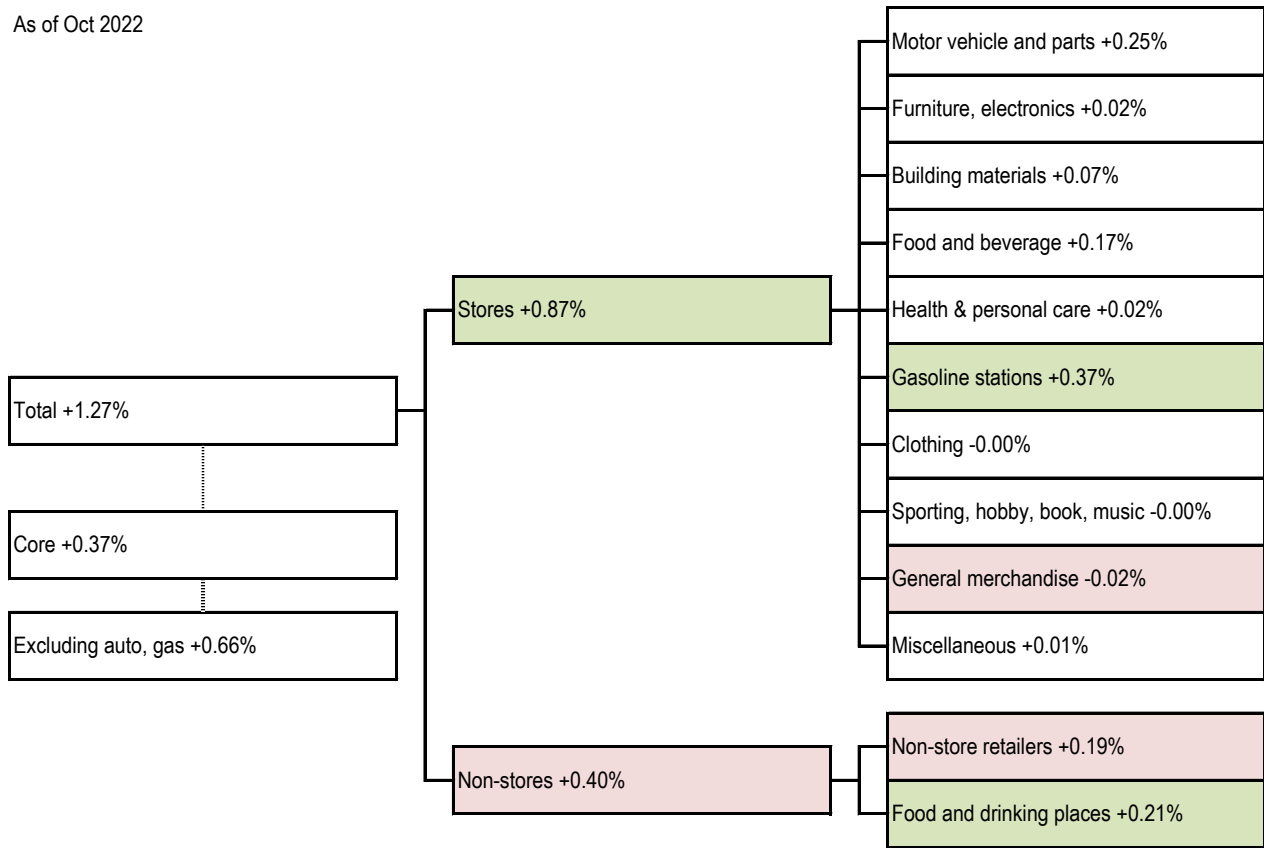 As of Oct 2022
Total +1.27%
Core +0.37%
Excluding auto, gas +0.66%
Stores +0.87%
Non-stores +0.40%
Motor vehicle and parts +0.25%
Furniture, electronics +0.02%
Building materials +0.07%
Food and beverage +0.17%
Health & personal care +0.02%
Gasoline stations +0.37%
Clothing -0.00%
Sporting, hobby, book, music -0.00%
General merchandise -0.02%
Miscellaneous +0.01%
Non-store retailers +0.19%
Food and drinking places +0.21%